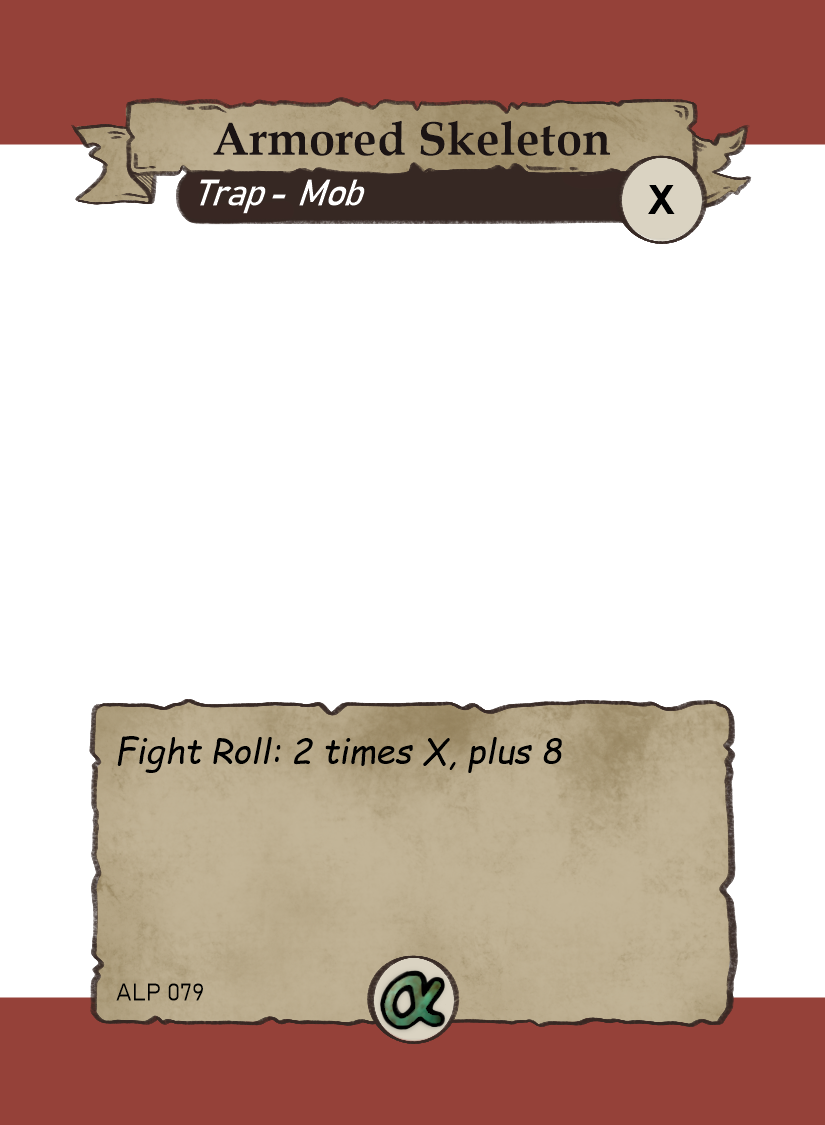 Armored Skeleton
Trap - Mob
X
Fight Roll: 2 times X, plus 8
ALP 079
α